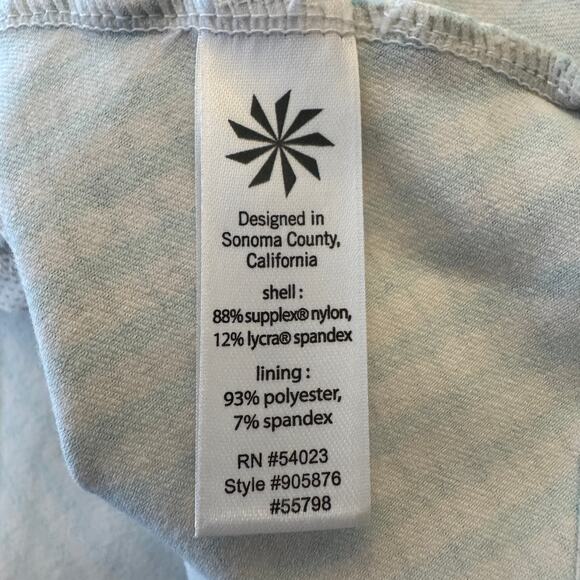 Designed in
Sonoma County,
California
shell :
88% supplex® nylon,
12% lycra® spandex
lining :
93% polyester,
7% spandex
RN #54023
Style #905876
#55798